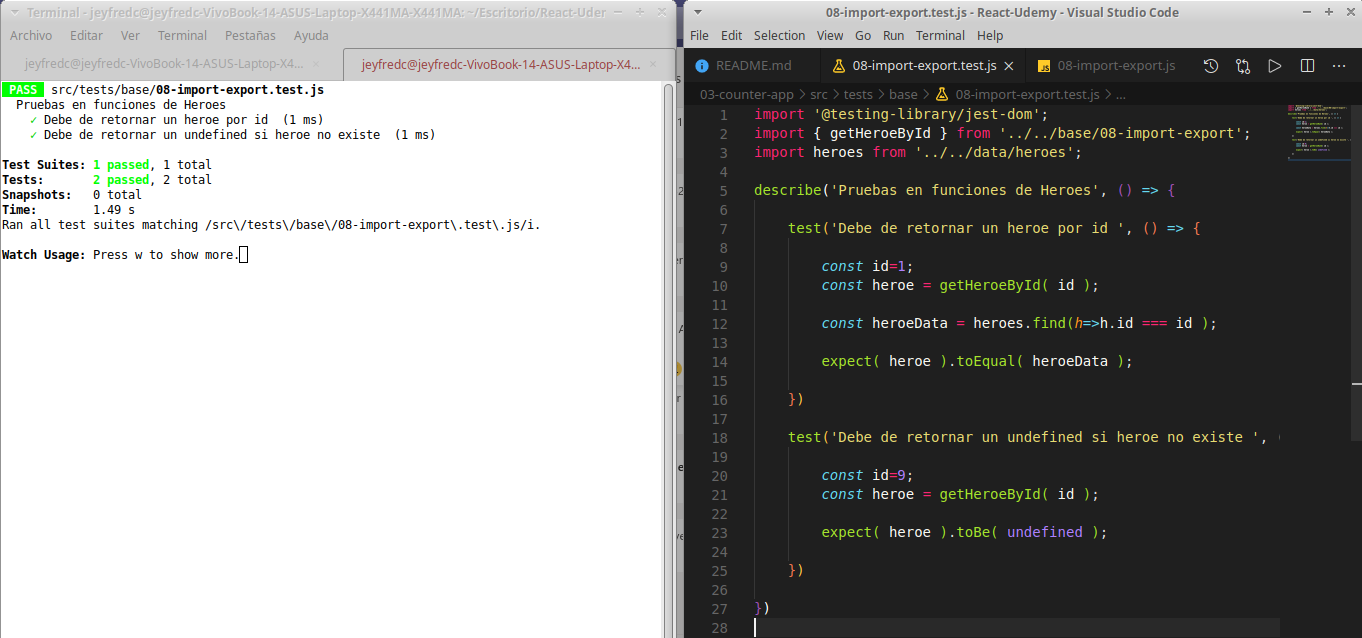 Terminal - jeyfredc@jeyfredc-VivoBook-14-ASUS-Laptop-X441MA-X441MA: ~/Escritorio/React-Uder
Archivo Editar Ver Terminal Pestañas Ayuda
jeyfredc@jeyfredc-VivoBook-14-ASUS-Laptop-X4...
jeyfredc@jeyfredc-VivoBook-14-ASUS-Laptop-X4...
PASS src/tests/base/08-import-export.test.js
Pruebas en funciones de Heroes
✓ Debe de retornar un heroe por id (1 ms)
✓ Debe de retornar un undefined si heroe no existe (1 ms)
Test Suites: 1 passed, 1 total
Tests: 2 passed, 2 total
Snapshots: 0 total
Time: 1.49 s
Ran all test suites matching /src\/tests\/base\/08-import-export\.test\.js/i.
Watch Usage: Press w to show more.
08-import-export.test.js - React-Udemy - Visual Studio Code
File Edit Selection View Go Run Terminal Help
README.md 08-import-export.test.js JS 08-import-export.js
03-counter-app > src > tests > base > 08-import-export.test.js > ...
1 import '@testing-library/jest-dom';
2 import { getHeroeById } from '../../base/08-import-export';
3 import heroes from '../../data/heroes';
4
5 describe('Pruebas en funciones de Heroes', () => {
6
7 test('Debe de retornar un heroe por id ', () => {
8
9 const id=1;
10 const heroe = getHeroeById( id );
11
12 const heroeData = heroes.find(h=>h.id === id );
13
14 expect( heroe ).toEqual( heroeData );
15
16 })
17
18 test('Debe de retornar un undefined si heroe no existe ',
19
20 const id=9;
21 const heroe = getHeroeById( id );
22
23 expect( heroe ).toBe( undefined );
24
25 })
26
27 })
28